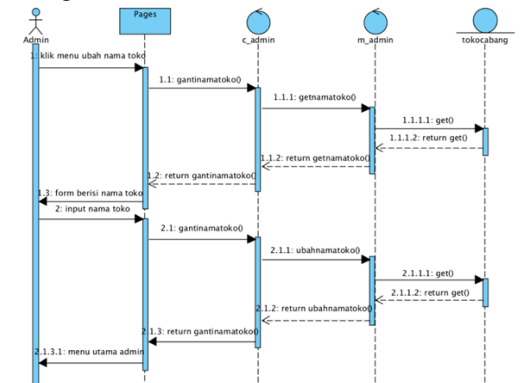 Pages
Admin
c_admin
m_admin
tokocabang
1: klik menu ubah nama toko
1.1: gantinamatoko()
1.1.1: getnamatoko()
1.1.1.1: get()
1.1.1.2: return get()
1.1.2: return getnamatoko()
1.2: return gantinamatoko()
1.3: form berisi nama toko
2: input nama toko
2.1: gantinamatoko()
2.1.1: ubahnamatoko()
2.1.1.1: get()
2.1.1.2: return get()
2.1.2: return ubahnamatoko()
2.1.3: return gantinamatoko()
2.1.3.1: menu utama admin